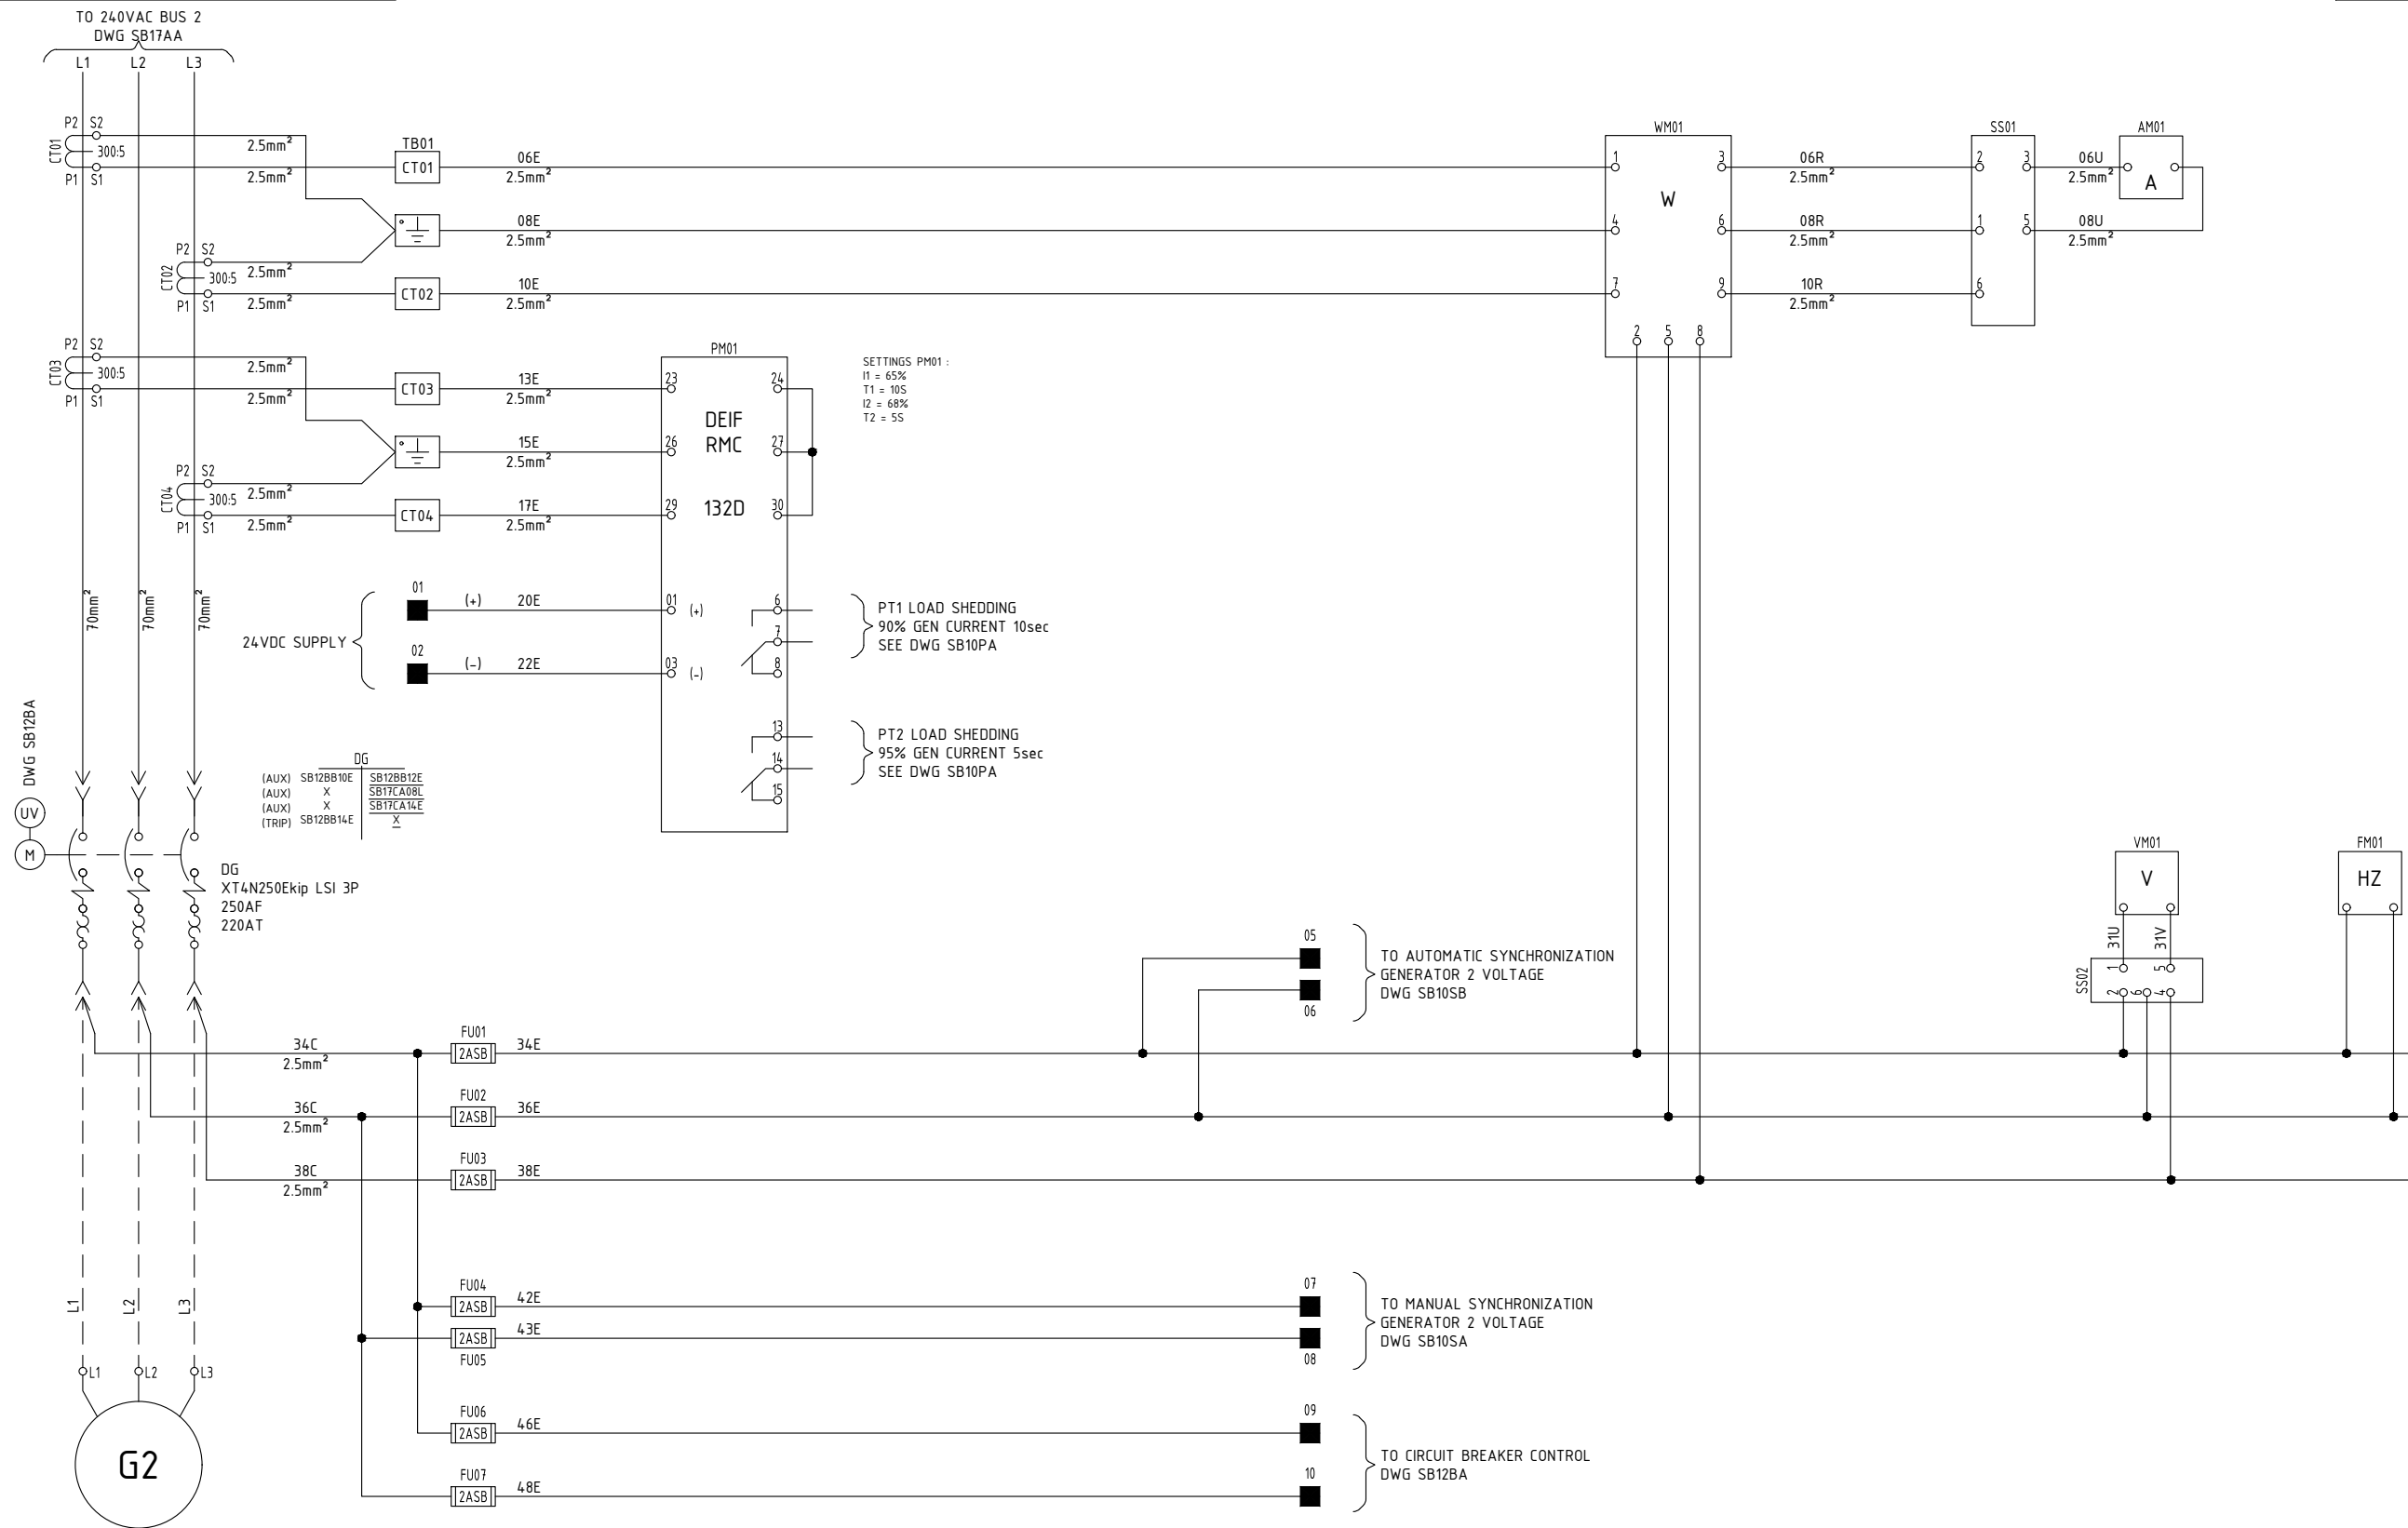 TO 240VAC BUS 2
DWG SB17AA
L1 L2 L3
P2 S2
CT01
300:5
P1 S1
2.5mm²
2.5mm²
TB01
CT01
06E
2.5mm²
08E
2.5mm²
P2 S2
CT02
300:5
P1 S1
2.5mm²
2.5mm²
CT02
10E
2.5mm²
WM01
W
1 3
4 6
7 9
2 5 8
06R
2.5mm²
08R
2.5mm²
10R
2.5mm²
SS01
2 3
1 5
6
06U
2.5mm²
08U
2.5mm²
AM01
A
P2 S2
CT03
300:5
P1 S1
2.5mm²
2.5mm²
CT03
13E
2.5mm²
15E
2.5mm²
P2 S2
CT04
300:5
P1 S1
2.5mm²
2.5mm²
CT04
17E
2.5mm²
PM01
23 24
DEIF
RMC
26 27
132D
29 30
SETTINGS PM01 :
I1 = 65%
T1 = 10S
I2 = 68%
T2 = 5S
70mm²
70mm²
70mm²
24VDC SUPPLY
01
(+) 20E
02
(-) 22E
01 (+)
03 (-)
6
7
8
PT1 LOAD SHEDDING
90% GEN CURRENT 10sec
SEE DWG SB10PA
13
14
15
PT2 LOAD SHEDDING
95% GEN CURRENT 5sec
SEE DWG SB10PA
DWG SB12BA
UV
M
DG
(AUX) SB12BB10E SB12BB12E
(AUX) X SB17CA08L
(AUX) X SB17CA14E
(TRIP) SB12BB14E X
DG
XT4N250Ekip LSI 3P
250AF
220AT
VM01
V
31U
31V
SS02
1 5
2 6 4
FM01
HZ
05
06
TO AUTOMATIC SYNCHRONIZATION
GENERATOR 2 VOLTAGE
DWG SB10SB
34C
2.5mm²
FU01
2ASB
34E
36C
2.5mm²
FU02
2ASB
36E
38C
2.5mm²
FU03
2ASB
38E
FU04
2ASB
42E
2ASB
FU05
43E
07
08
TO MANUAL SYNCHRONIZATION
GENERATOR 2 VOLTAGE
DWG SB10SA
FU06
2ASB
46E
FU07
2ASB
48E
09
10
TO CIRCUIT BREAKER CONTROL
DWG SB12BA
L1
L2
L3
L1 L2 L3
G2